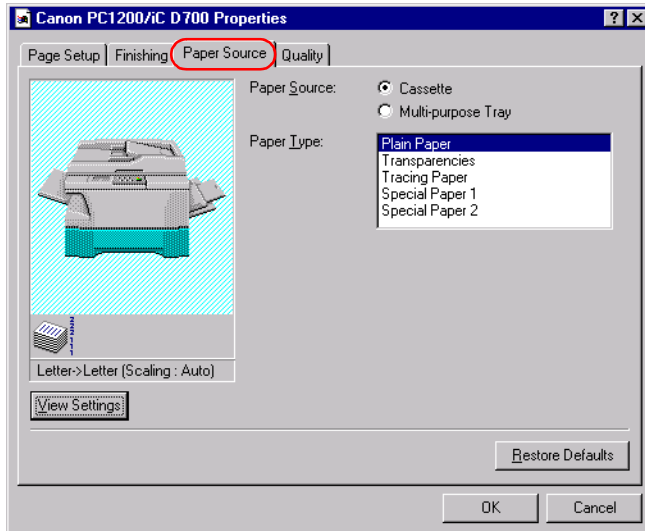 Canon PC1200/iC D700 Properties
Page Setup
Finishing
Paper Source
Quality
Paper Source:
Cassette
Multi-purpose Tray
Paper Type:
Plain Paper
Transparencies
Tracing Paper
Special Paper 1
Special Paper 2
Letter->Letter (Scaling : Auto)
View Settings
Restore Defaults
OK
Cancel